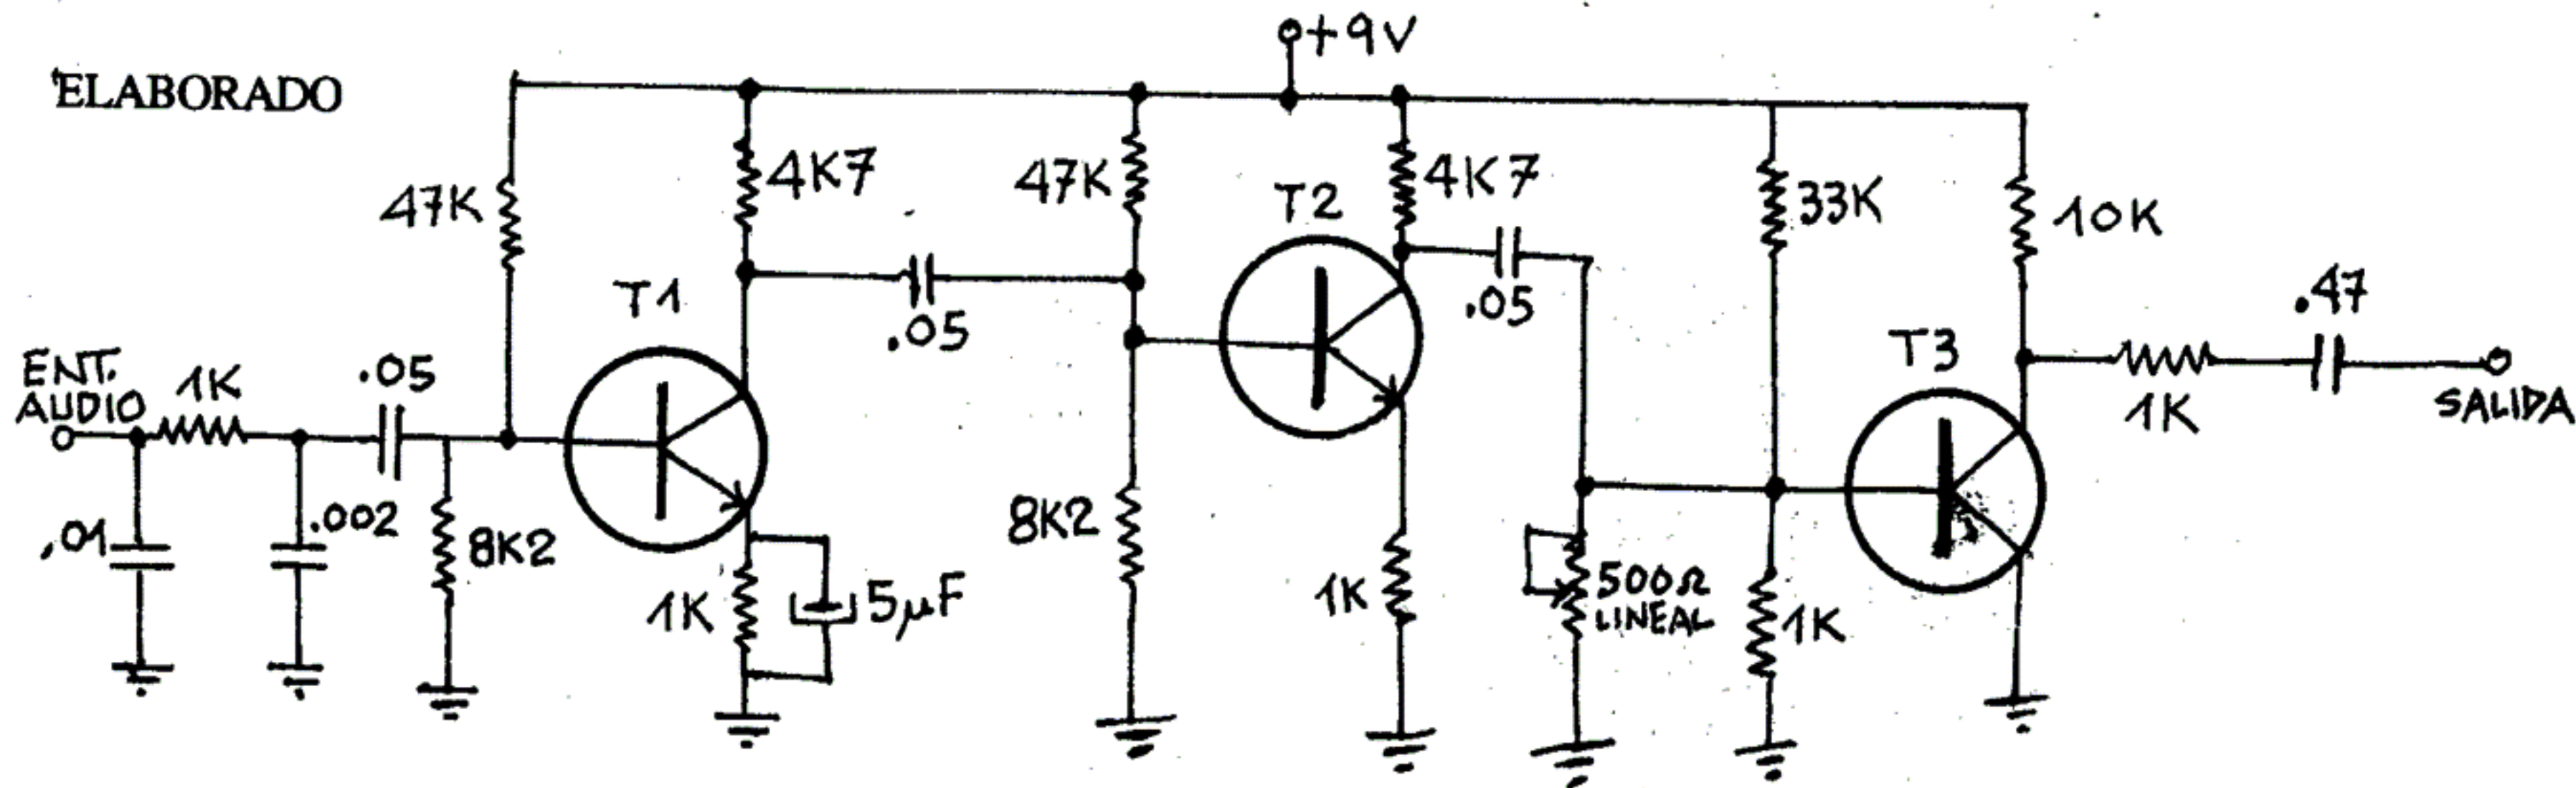 +9V
'ELABORADO
4K7
47K
T2
4K7
47K
33K
10K
T1
.47
.05
.05
T3
ENT.
AUDIO
1K
.05
1K
SALIDA
.01
.002
8K2
8K2
1K
5µF
1K
500Ω
LINEAL
1K